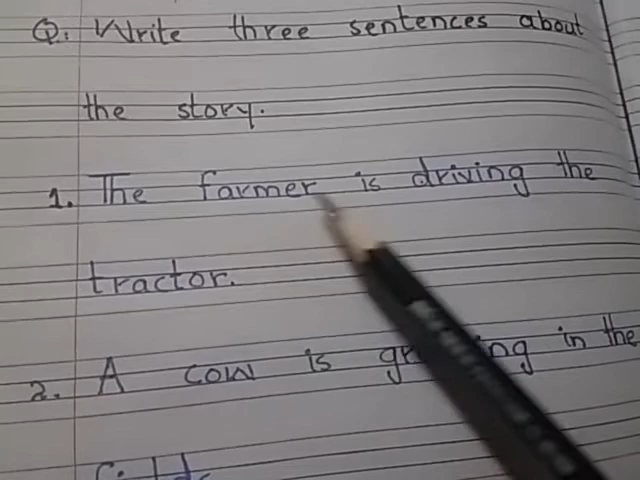 Q: Write three sentences about
the story.
1. The farmer is driving the
tractor.
2. A cow is in the